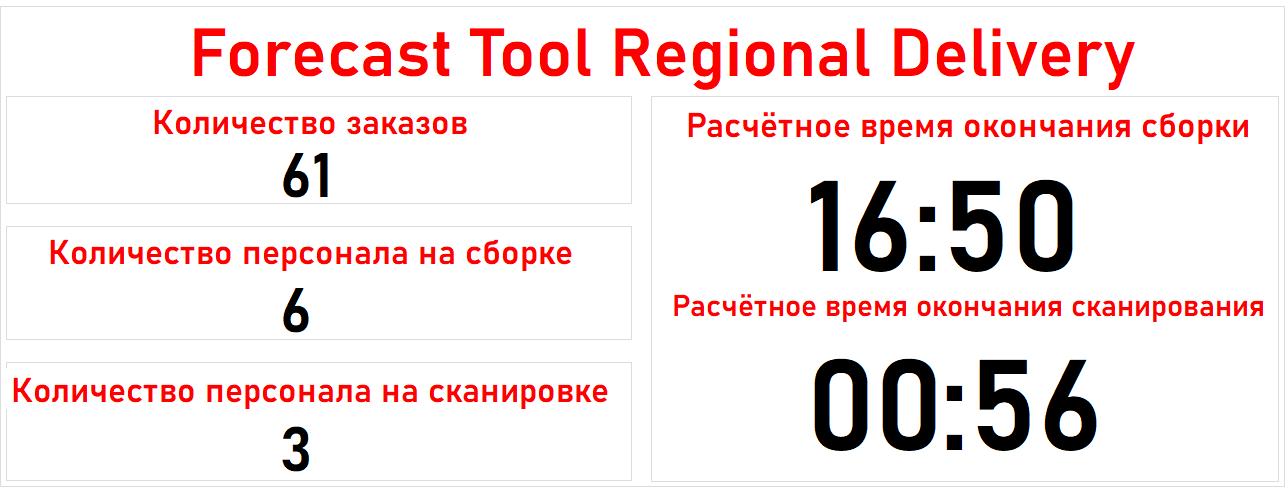 Forecast Tool Regional Delivery
Количество заказов
61
Количество персонала на сборке
6
Количество персонала на сканировке
3
Расчётное время окончания сборки
16:50
Расчётное время окончания сканирования
00:56